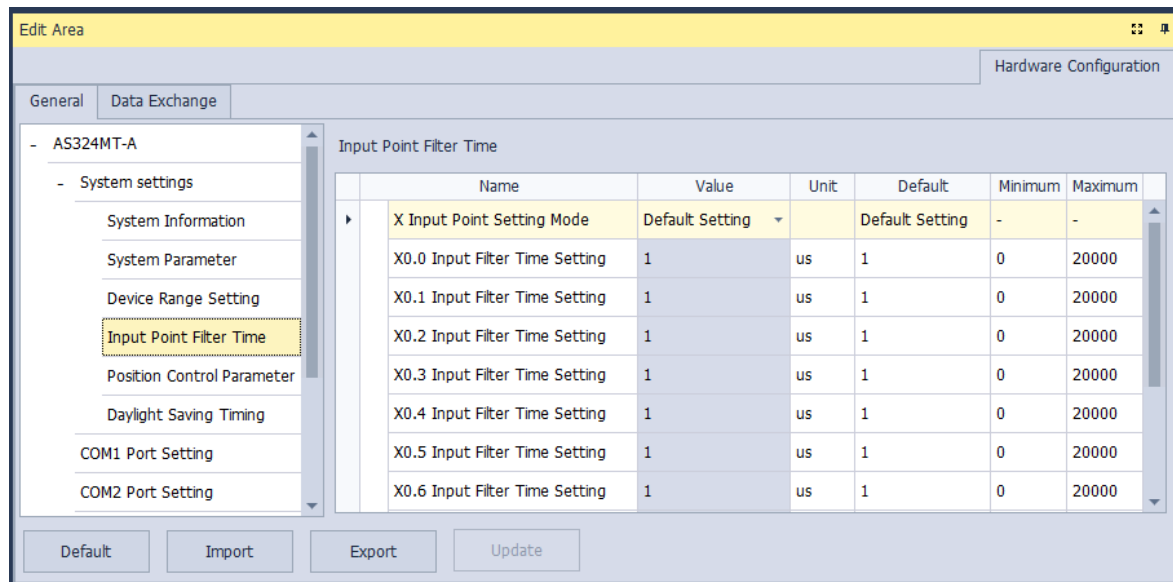 Edit Area
Hardware Configuration
General Data Exchange
- AS324MT-A
- System settings
System Information
System Parameter
Device Range Setting
Input Point Filter Time
Position Control Parameter
Daylight Saving Timing
COM1 Port Setting
COM2 Port Setting
Input Point Filter Time
Name Value Unit Default Minimum Maximum
X Input Point Setting Mode Default Setting Default Setting - -
X0.0 Input Filter Time Setting 1 us 1 0 20000
X0.1 Input Filter Time Setting 1 us 1 0 20000
X0.2 Input Filter Time Setting 1 us 1 0 20000
X0.3 Input Filter Time Setting 1 us 1 0 20000
X0.4 Input Filter Time Setting 1 us 1 0 20000
X0.5 Input Filter Time Setting 1 us 1 0 20000
X0.6 Input Filter Time Setting 1 us 1 0 20000
Default Import Export Update